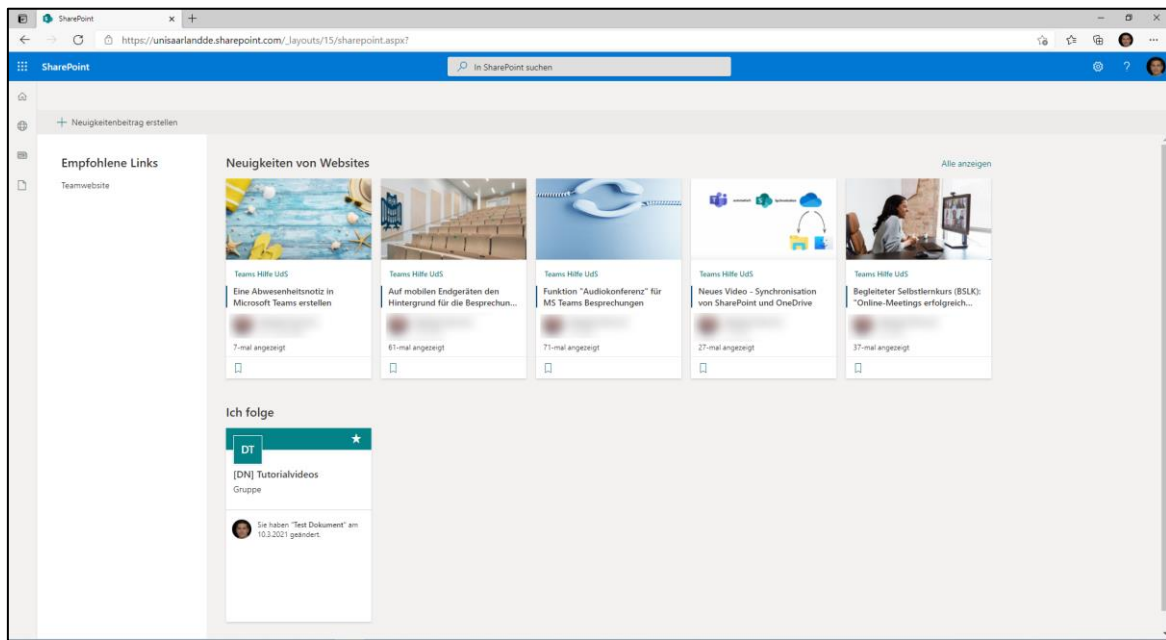 SharePoint
https://unisaarlandde.sharepoint.com/_layouts/15/sharepoint.aspx?
SharePoint
In SharePoint suchen
?
+ Neuigkeitenbeitrag erstellen
Empfohlene Links
Teamwebsite
Neuigkeiten von Websites
Alle anzeigen
Teams Hilfe UdS
Eine Abwesenheitsnotiz in
Microsoft Teams erstellen
7-mal angezeigt
Teams Hilfe UdS
Auf mobilen Endgeräten den
Hintergrund für die Besprechun...
61-mal angezeigt
Teams Hilfe UdS
Funktion "Audiokonferenz" für
MS Teams Besprechungen
71-mal angezeigt
Teams Hilfe UdS
Neues Video - Synchronisation
von SharePoint und OneDrive
27-mal angezeigt
Teams Hilfe UdS
Begleiteter Selbstlernkurs (BSLK):
"Online-Meetings erfolgreich...
37-mal angezeigt
Ich folge
DT
[DN] Tutorialvideos
Gruppe
Sie haben "Test Dokument" am
10.3.2021 geändert.